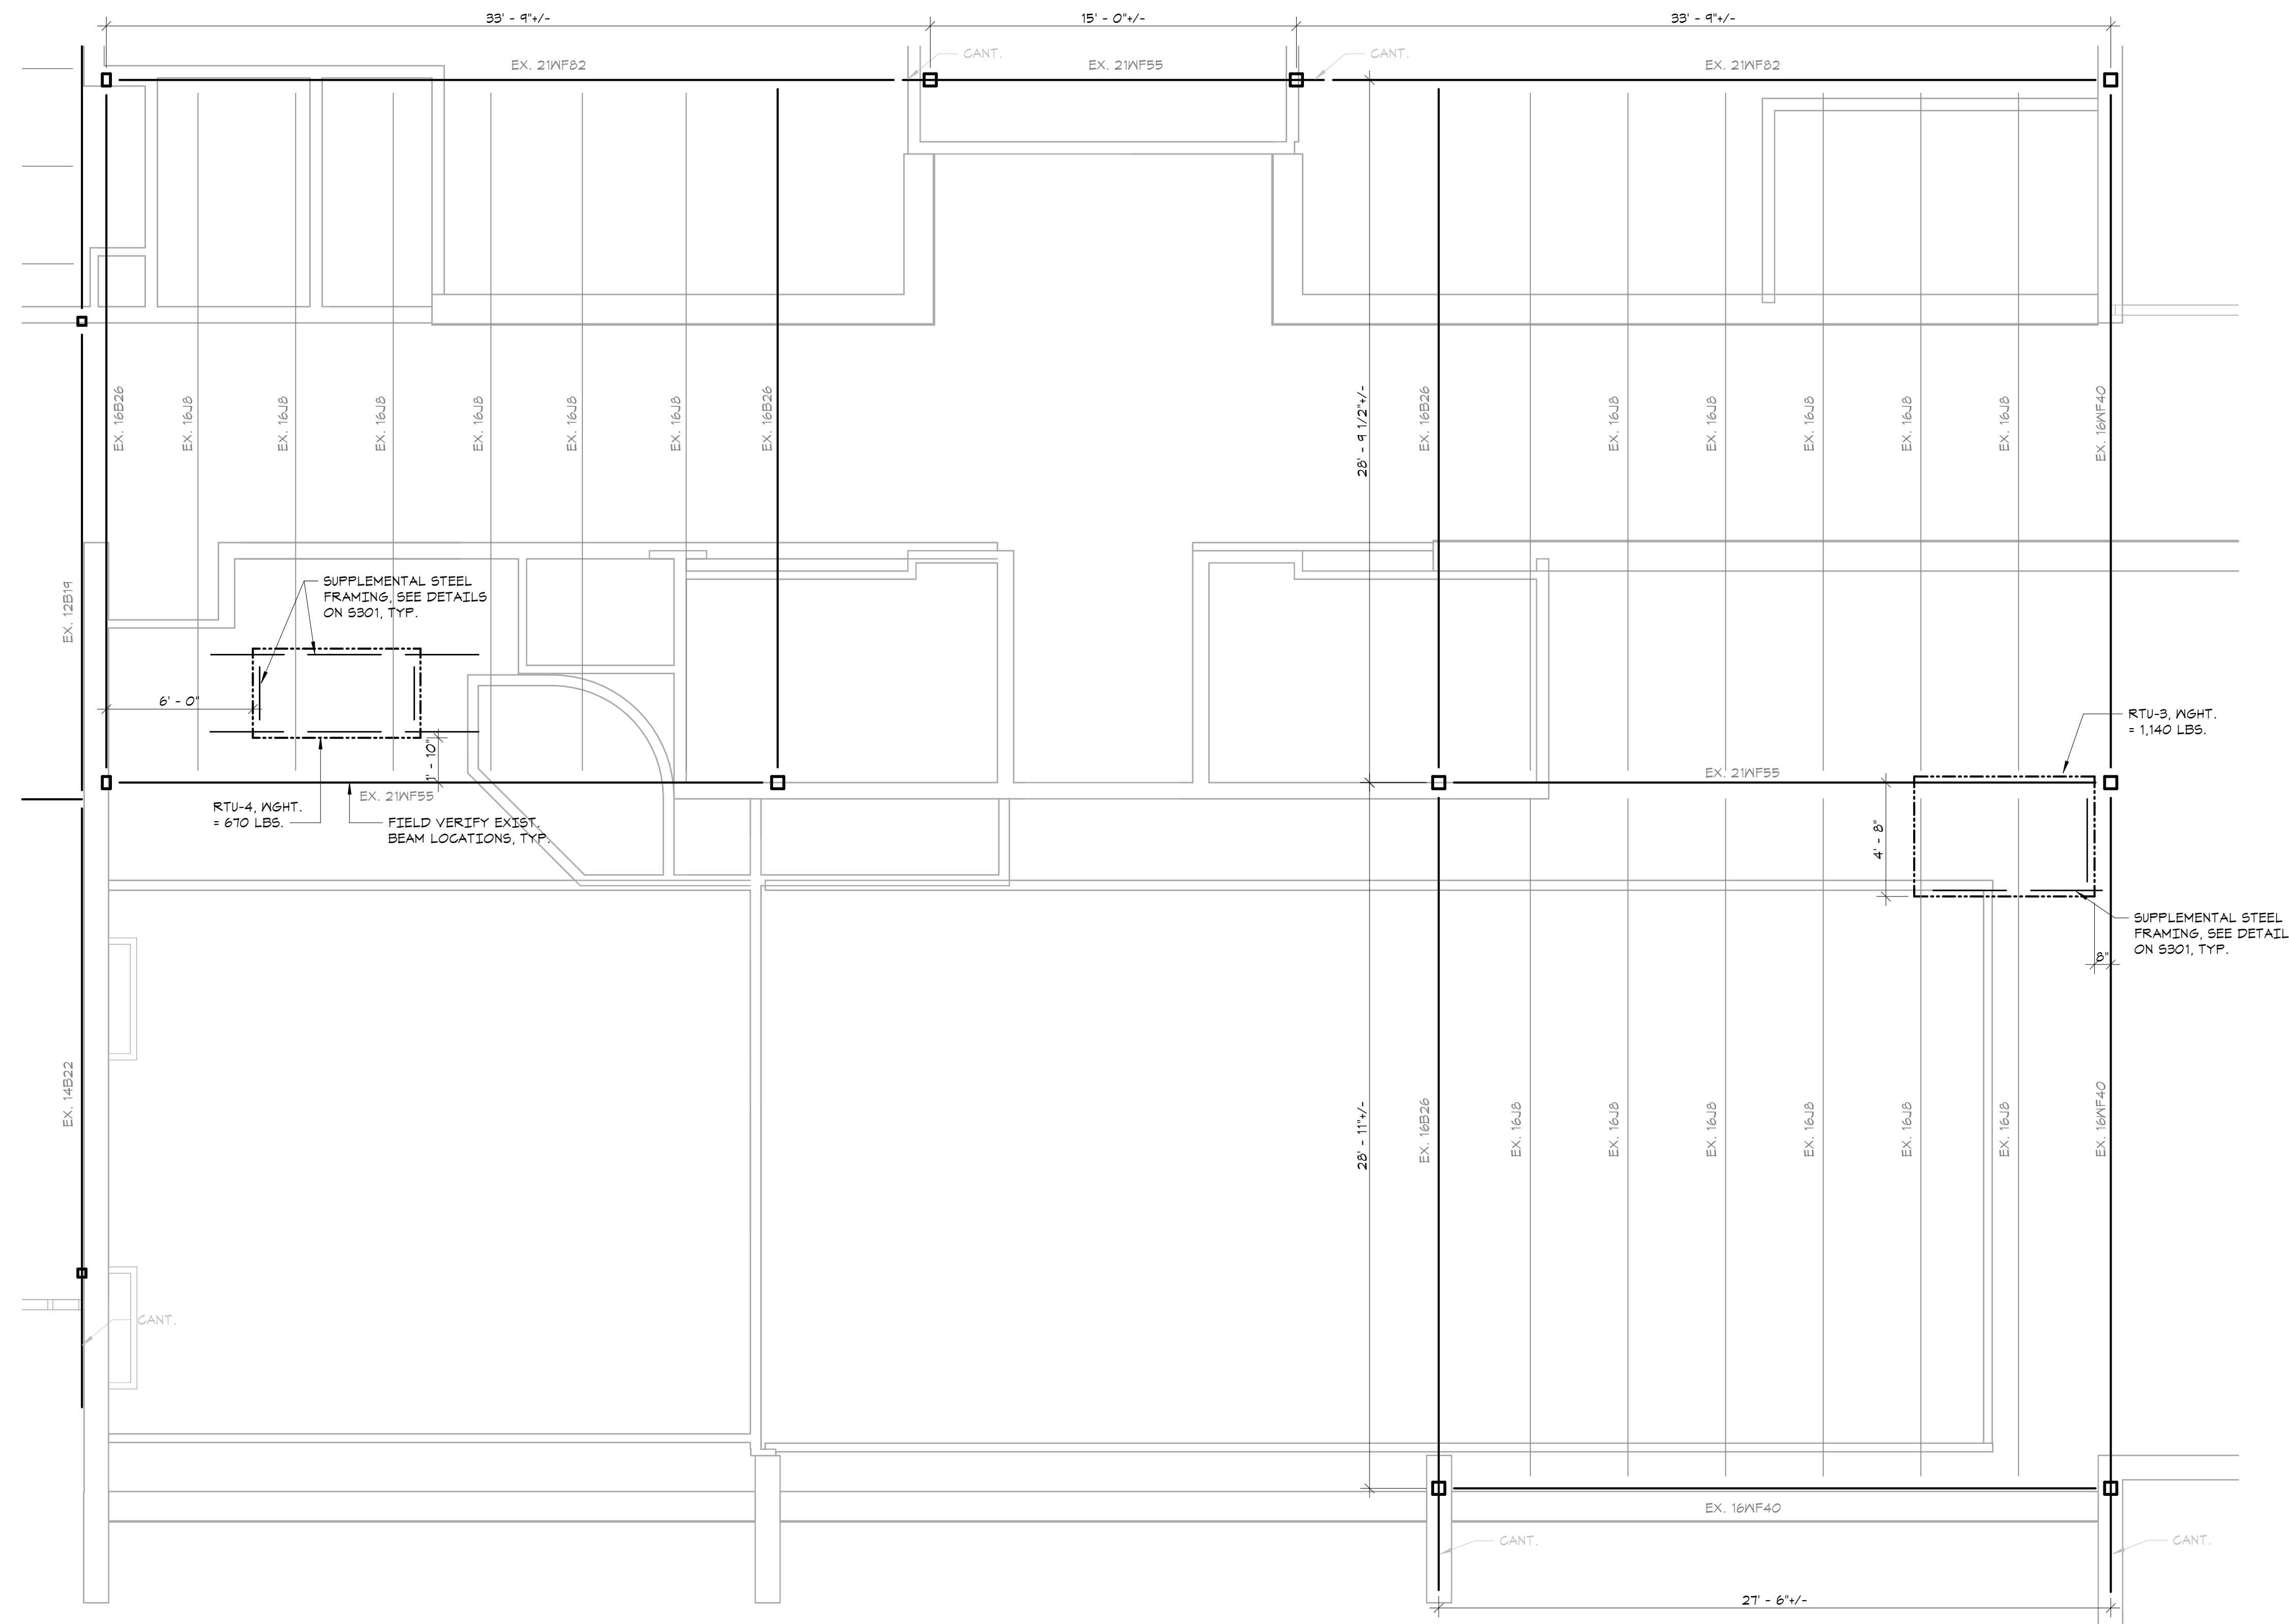 33' - 9"+/-
15' - 0"+/-
33' - 9"+/-
CANT.
CANT.
EX. 21WF82
EX. 21WF55
EX. 21WF82
28' - 9 1/2"+/-
EX. 16B26
EX. 16J8
EX. 16J8
EX. 16J8
EX. 16J8
EX. 16J8
EX. 16J8
EX. 16B26
EX. 16B26
EX. 16J8
EX. 16J8
EX. 16J8
EX. 16J8
EX. 16J8
EX. 16WF40
EX. 12B19
SUPPLEMENTAL STEEL
FRAMING, SEE DETAILS
ON S301, TYP.
6' - 0"
1' - 10"
RTU-3, WGHT.
= 1,140 LBS.
EX. 21WF55
EX. 21WF55
RTU-4, WGHT.
= 670 LBS.
FIELD VERIFY EXIST.
BEAM LOCATIONS, TYP.
4' - 8"
SUPPLEMENTAL STEEL
FRAMING, SEE DETAIL
ON S301, TYP.
8"
EX. 14B22
28' - 11"+/-
EX. 16B26
EX. 16J8
EX. 16J8
EX. 16J8
EX. 16J8
EX. 16J8
EX. 16J8
EX. 16WF40
CANT.
EX. 16WF40
CANT.
CANT.
27' - 6"+/-